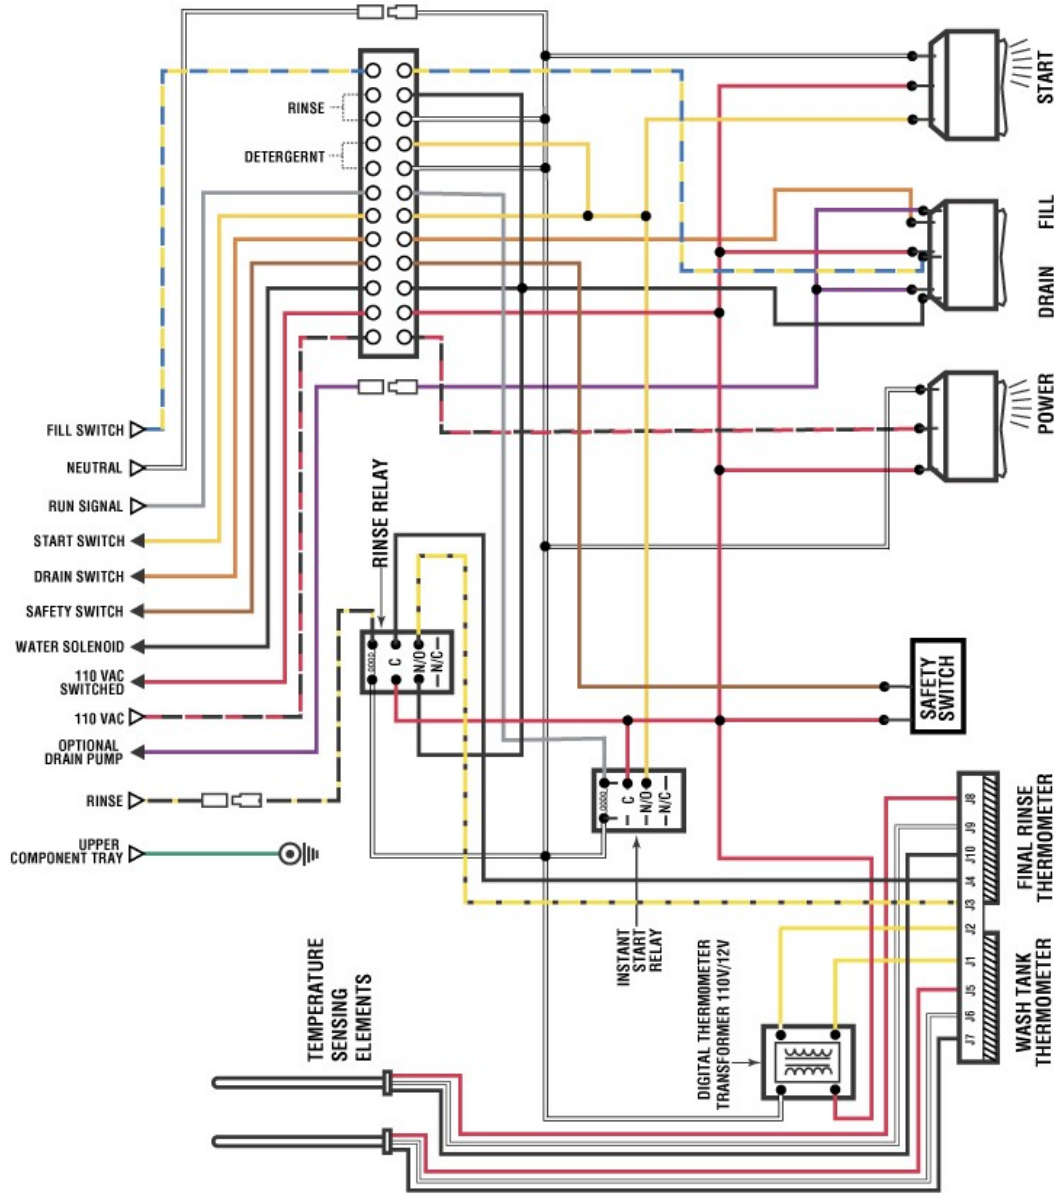 RINSE
DETERGERNT
FILL SWITCH
NEUTRAL
RUN SIGNAL
START SWITCH
DRAIN SWITCH
SAFETY SWITCH
WATER SOLENOID
110 VAC
SWITCHED
110 VAC
OPTIONAL
DRAIN PUMP
RINSE
UPPER
COMPONENT TRAY
START
FILL
DRAIN
POWER
RINSE RELAY
C
N/O
N/C
SAFETY
SWITCH
C
N/O
N/C
INSTANT
START
RELAY
J8
J9
J10
J4
J3
J2
J1
J5
J6
J7
FINAL RINSE
THERMOMETER
WASH TANK
THERMOMETER
TEMPERATURE
SENSING
ELEMENTS
DIGITAL THERMOMETER
TRANSFORMER 110V/12V